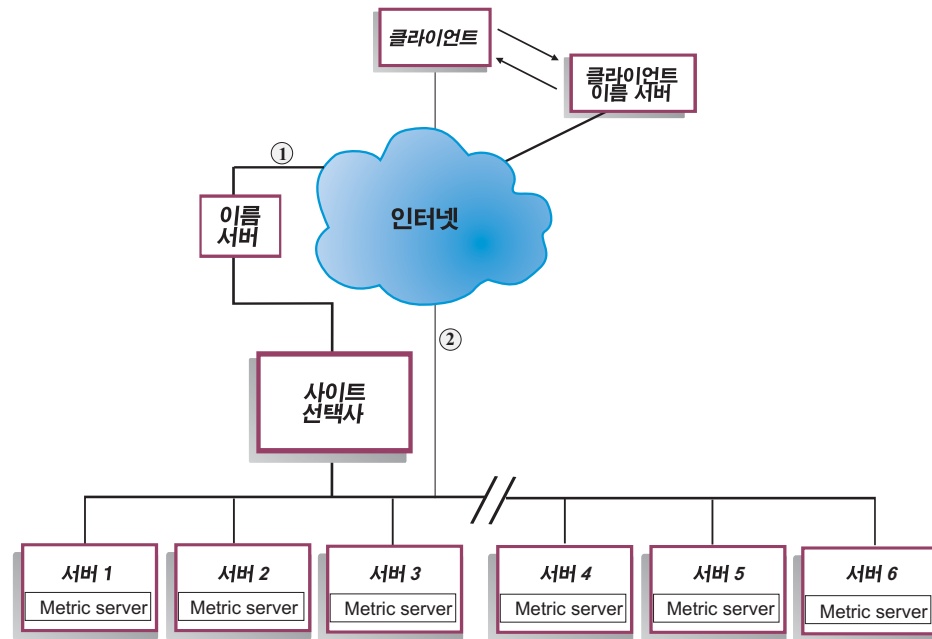 클라이언트
클라이언트
이름 서버
①
이름
서버
인터넷
②
사이트
선택사
서버 1
Metric server
서버 2
Metric server
서버 3
Metric server
서버 4
Metric server
서버 5
Metric server
서버 6
Metric server